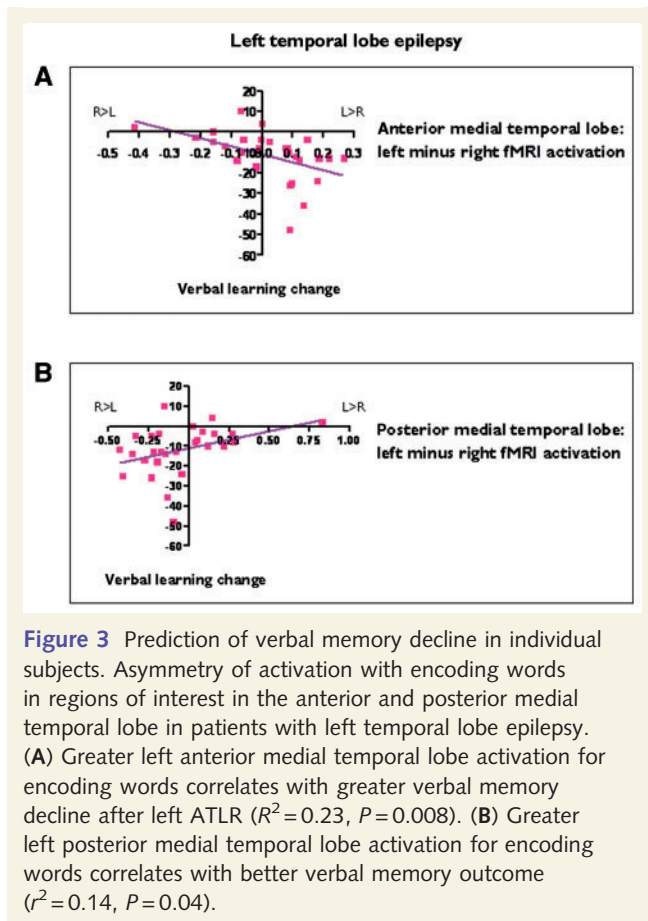 Left temporal lobe epilepsy
A
R>L
L>R
20
10
0
-0.5 -0.4 -0.3 -0.2 -0.1 0.1 0.2 0.3
-20
-30
-40
-50
-60
Anterior medial temporal lobe:
left minus right fMRI activation
Verbal learning change
B
R>L
L>R
20
10
0
-0.50 -0.25 0.25 0.50 0.75 1.00
-10
-20
-30
-40
-50
-60
Posterior medial temporal lobe:
left minus right fMRI activation
Verbal learning change
Figure 3 Prediction of verbal memory decline in individual
subjects. Asymmetry of activation with encoding words
in regions of interest in the anterior and posterior medial
temporal lobe in patients with left temporal lobe epilepsy.
(A) Greater left anterior medial temporal lobe activation for
encoding words correlates with greater verbal memory
decline after left ATLR (R²=0.23, P=0.008). (B) Greater
left posterior medial temporal lobe activation for encoding
words correlates with better verbal memory outcome
(r²=0.14, P=0.04).